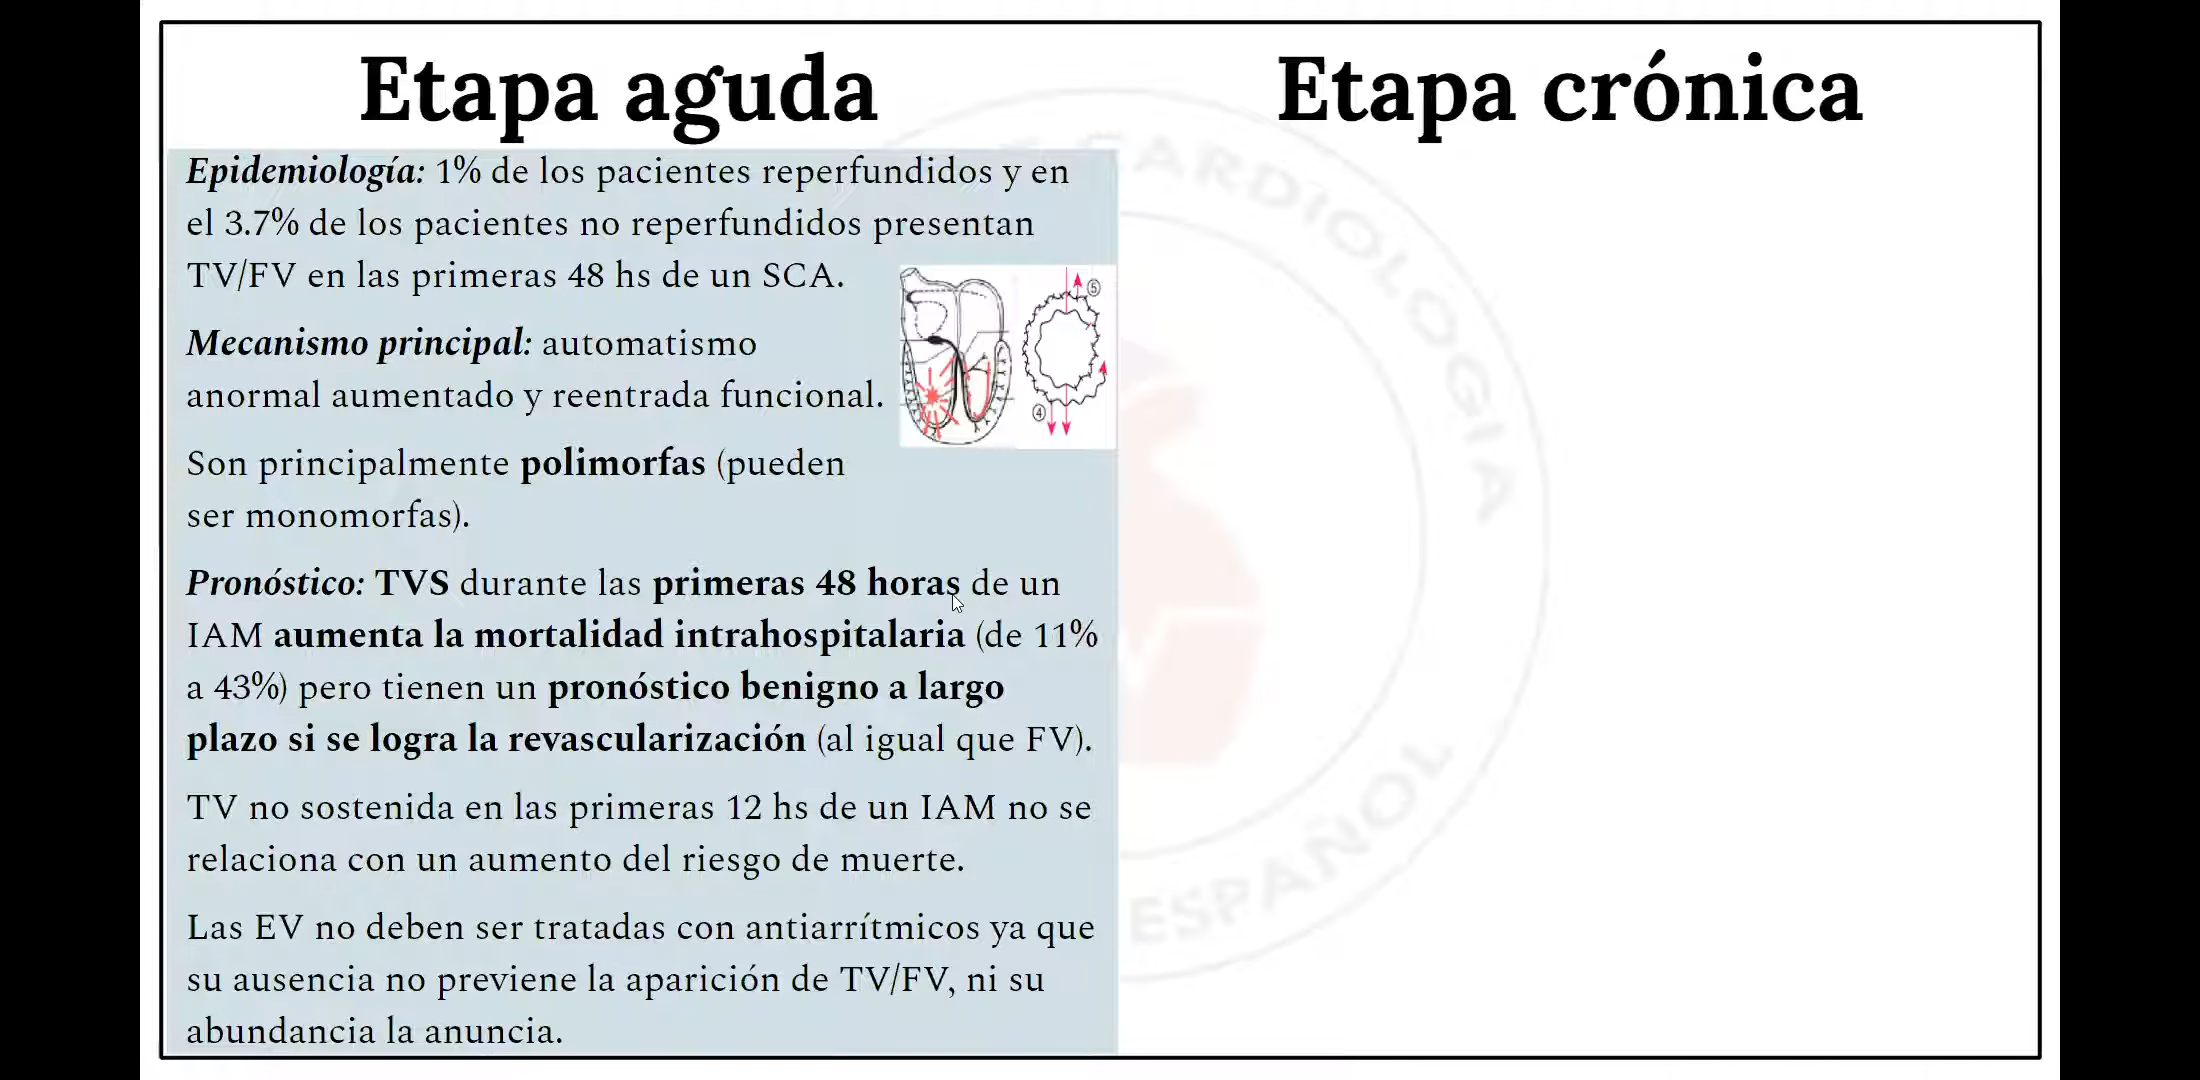 Etapa aguda
Etapa crónica
Epidemiología: 1% de los pacientes reperfundidos y en
el 3.7% de los pacientes no reperfundidos presentan
TV/FV en las primeras 48 hs de un SCA.
Mecanismo principal: automatismo
anormal aumentado y reentrada funcional.
Son principalmente polimorfas (pueden
ser monomorfas).
Pronóstico: TVS durante las primeras 48 horas de un
IAM aumenta la mortalidad intrahospitalaria (de 11%
a 43%) pero tienen un pronóstico benigno a largo
plazo si se logra la revascularización (al igual que FV).
TV no sostenida en las primeras 12 hs de un IAM no se
relaciona con un aumento del riesgo de muerte.
Las EV no deben ser tratadas con antiarrítmicos ya que
su ausencia no previene la aparición de TV/FV, ni su
abundancia la anuncia.
5
4
CARDIOLOGIA
ESPAÑOL